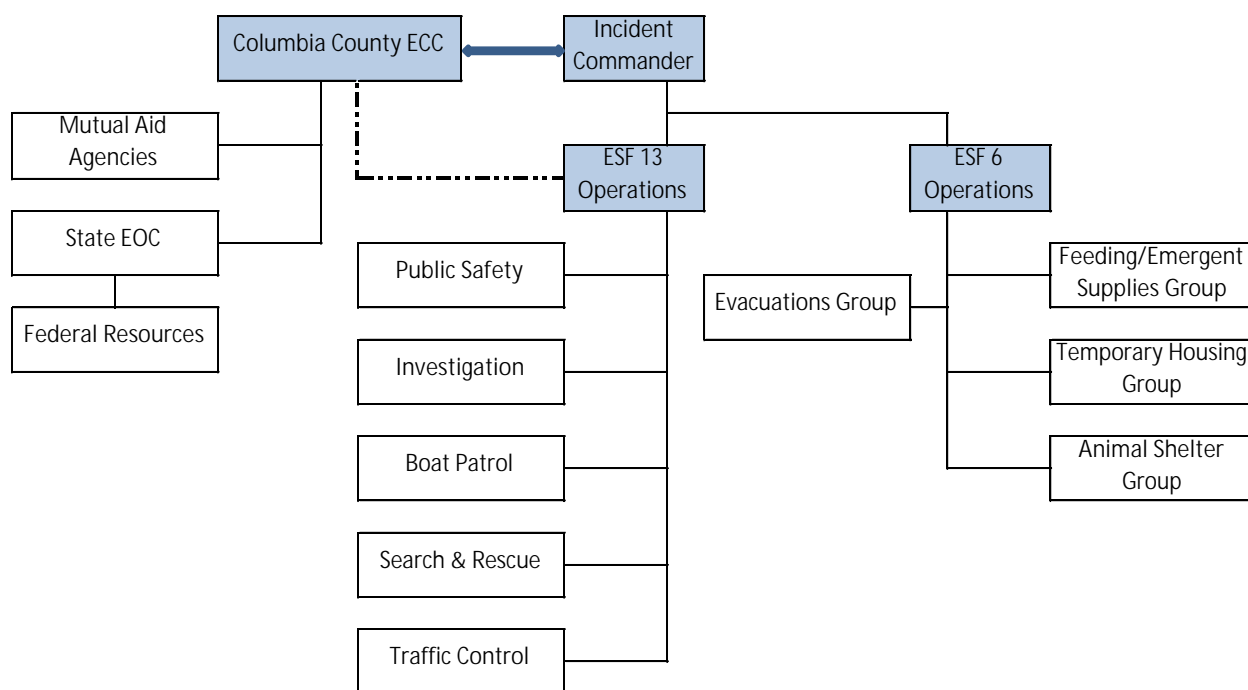 Columbia County ECC
Incident
Commander
Mutual Aid
Agencies
ESF 13
Operations
ESF 6
Operations
State EOC
Public Safety
Feeding/Emergent
Supplies Group
Evacuations Group
Federal Resources
Investigation
Temporary Housing
Group
Boat Patrol
Animal Shelter
Group
Search & Rescue
Traffic Control